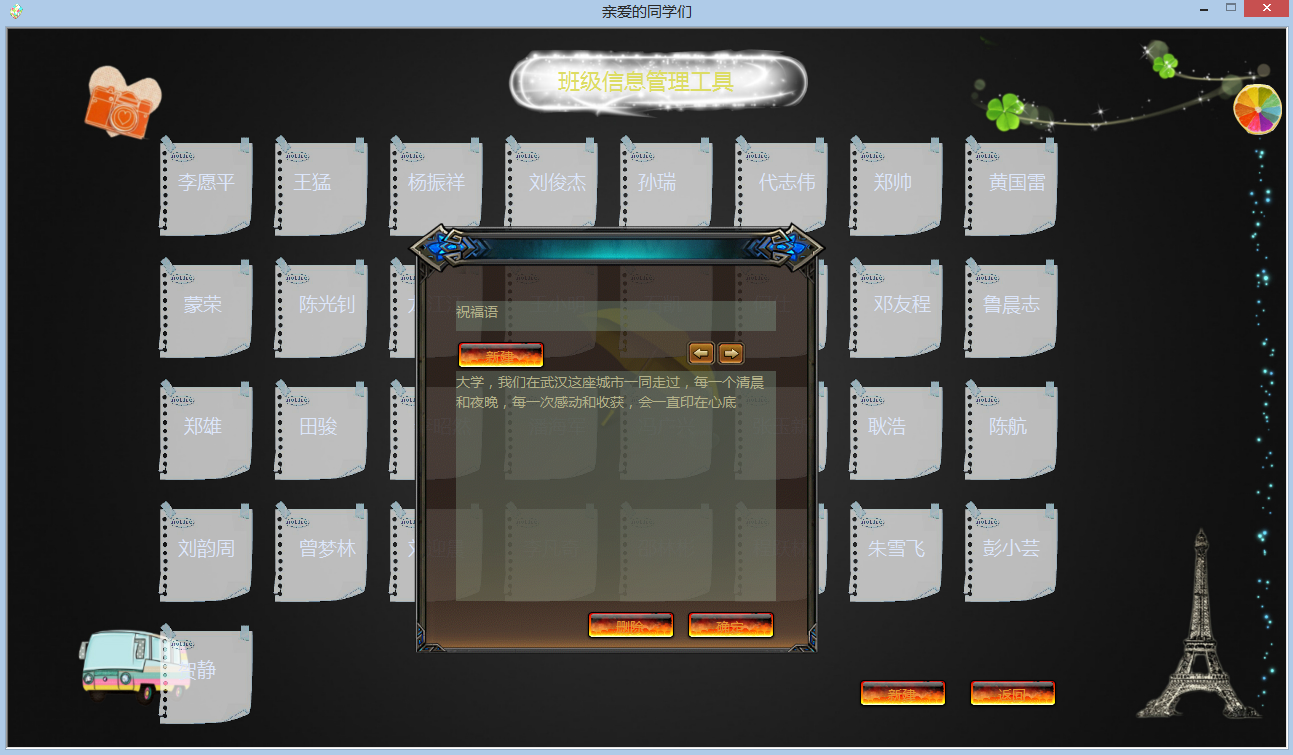 亲爱的同学们
班级信息管理工具
李愿平 王猛 杨振祥 刘俊杰 孙瑞 代志伟 郑帅 黄国雷
蒙荣 陈光钊 邓友程 鲁晨志
祝福语
新建
大学，我们在武汉这座城市一同走过，每一个清晨
和夜晚，每一次感动和收获，会一直印在心底
郑雄 田骏 耿浩 陈航
刘韵周 曾梦林 朱雪飞 彭小芸
删除 确定
贺静
新建 返回